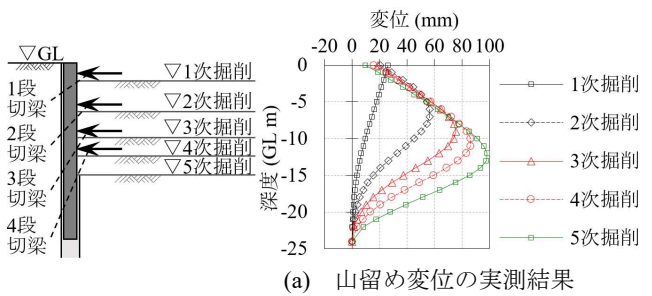 ▽GL
▽1次掘削
▽2次掘削
▽3次掘削
▽4次掘削
▽5次掘削
1段
切梁
2段
切梁
3段
切梁
4段
切梁
変位 (mm)
-20 0 20 40 60 80 100
深度 (GL m)
0
-5
-10
-15
-20
-25
1次掘削
2次掘削
3次掘削
4次掘削
5次掘削
(a) 山留め変位の実測結果